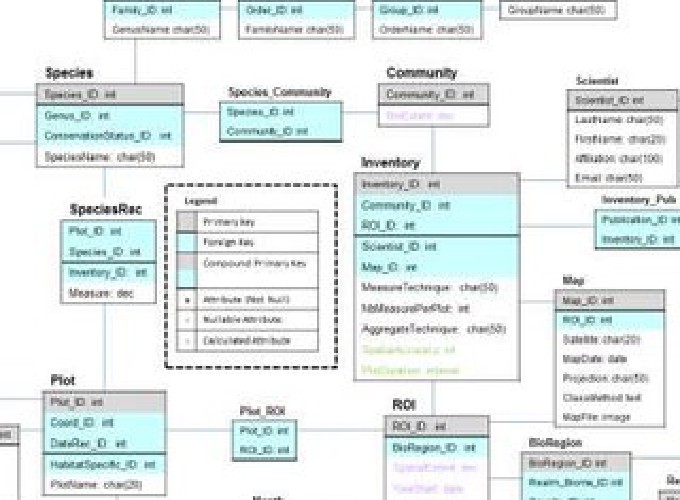 Family_ID: int
GenusName char(50)
Order_ID: int
FamilyName char(50)
Group_ID: int
OrderName: char(50)
GroupName: char(50)
Species
Species_ID: int
Genus_ID: int
ConservationStatus_ID: int
SpeciesName: char(50)
Species_Community
Species_ID: int
Community_ID: int
Community
Community_ID: int
Scientist
Scientist_ID: int
LastName: char(50)
FirstName: char(20)
Affiliation: char(100)
Email: char(50)
Inventory
Inventory_ID: int
Community_ID: int
ROI_ID: int
Scientist_ID: int
Map_ID: int
MeasureTechnique: char(50)
NbMeasurePerPlot: int
AggregateTechnique: char(50)
SpatialAccuracy: int
PlotDuration: interval
Inventory_Pub
Publication_ID: int
Inventory_ID: int
SpeciesRec
Plot_ID: int
Species_ID: int
Inventory_ID: int
Measure: dec
Legend
Primary key
Foreign Key
Compound Primary Key
Attribute (Not Null)
Nullable Attribute
Calculated Attribute
Map
Map_ID: int
ROI_ID: int
Satellite: char(20)
MapDate: date
Projection: char(50)
ClassMethod: text
MapFile: image
Plot
Plot_ID: int
Coord_ID: int
DateRec_ID: int
HabitatSpecific_ID: int
PlotName: char(20)
Plot_ROI
Plot_ID: int
ROI_ID: int
ROI
ROI_ID: int
BioRegion_ID: int
SpatialExtent: dec
YearStart: date
BioRegion
BioRegion_ID: int
Realm_Biome_ID: int